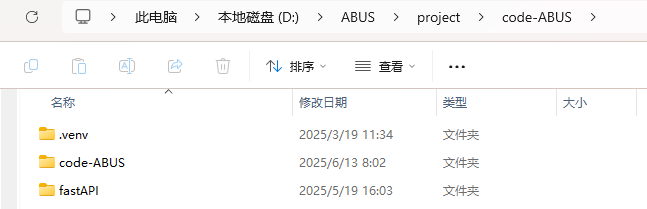 此电脑 > 本地磁盘 (D:) > ABUS > project > code-ABUS >
排序 查看 ...
名称 修改日期 类型 大小
.venv 2025/3/19 11:34 文件夹
code-ABUS 2025/6/13 8:02 文件夹
fastAPI 2025/5/19 16:03 文件夹